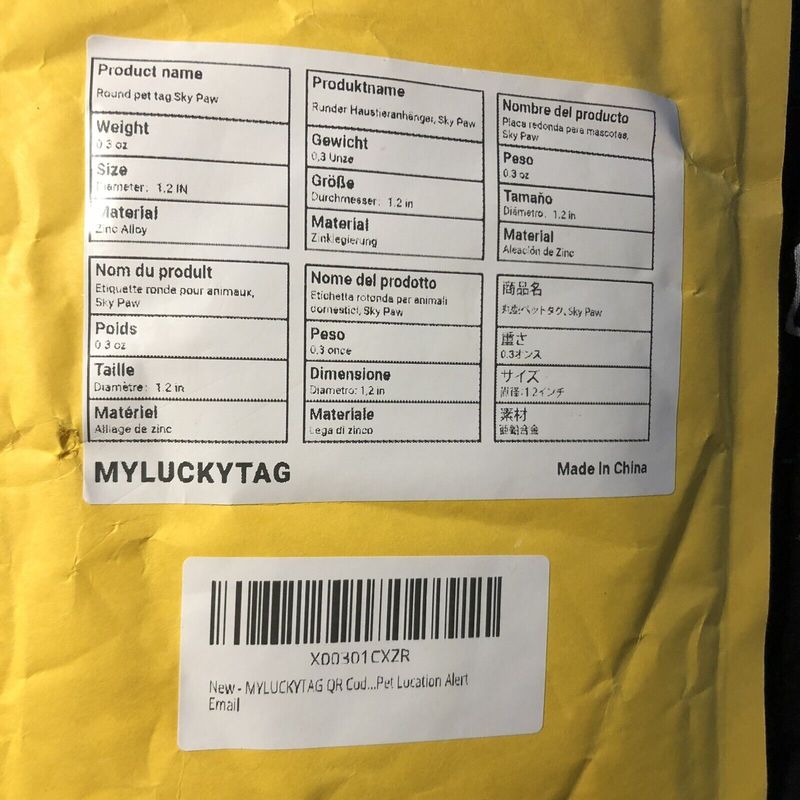 Product name
Round pet tag,Sky Paw
Weight
0.3 oz
Size
Diameter: 1.2 IN
Material
Zinc Alloy
Produktname
Runder Haustieranhänger, Sky Paw
Gewicht
0,3 Unze
Größe
Durchmesser: 1.2 in
Material
Zinklegierung
Nombre del producto
Placa redonda para mascotas,
Sky Paw
Peso
0.3 oz
Tamaño
Diámetro: 1,2 in
Material
Aleación de Zinc
Nom du produit
Etiquette ronde pour animaux,
Sky Paw
Poids
0.3 oz
Taille
Diamètre: 1.2 in
Matériel
Alliage de zinc
Nome del prodotto
Etichetta rotonda per animali
domestici, Sky Paw
Peso
0,3 once
Dimensione
Diametro: 1,2 in
Materiale
Lega di zinco
商品名
丸型ペットタグ, Sky Paw
重さ
0.3オンス
サイズ
直径:1.2インチ
素材
亜鉛合金
MYLUCKYTAG
Made In China
X00301CXZR
New - MYLUCKYTAG QR Cod...Pet Location Alert
Email